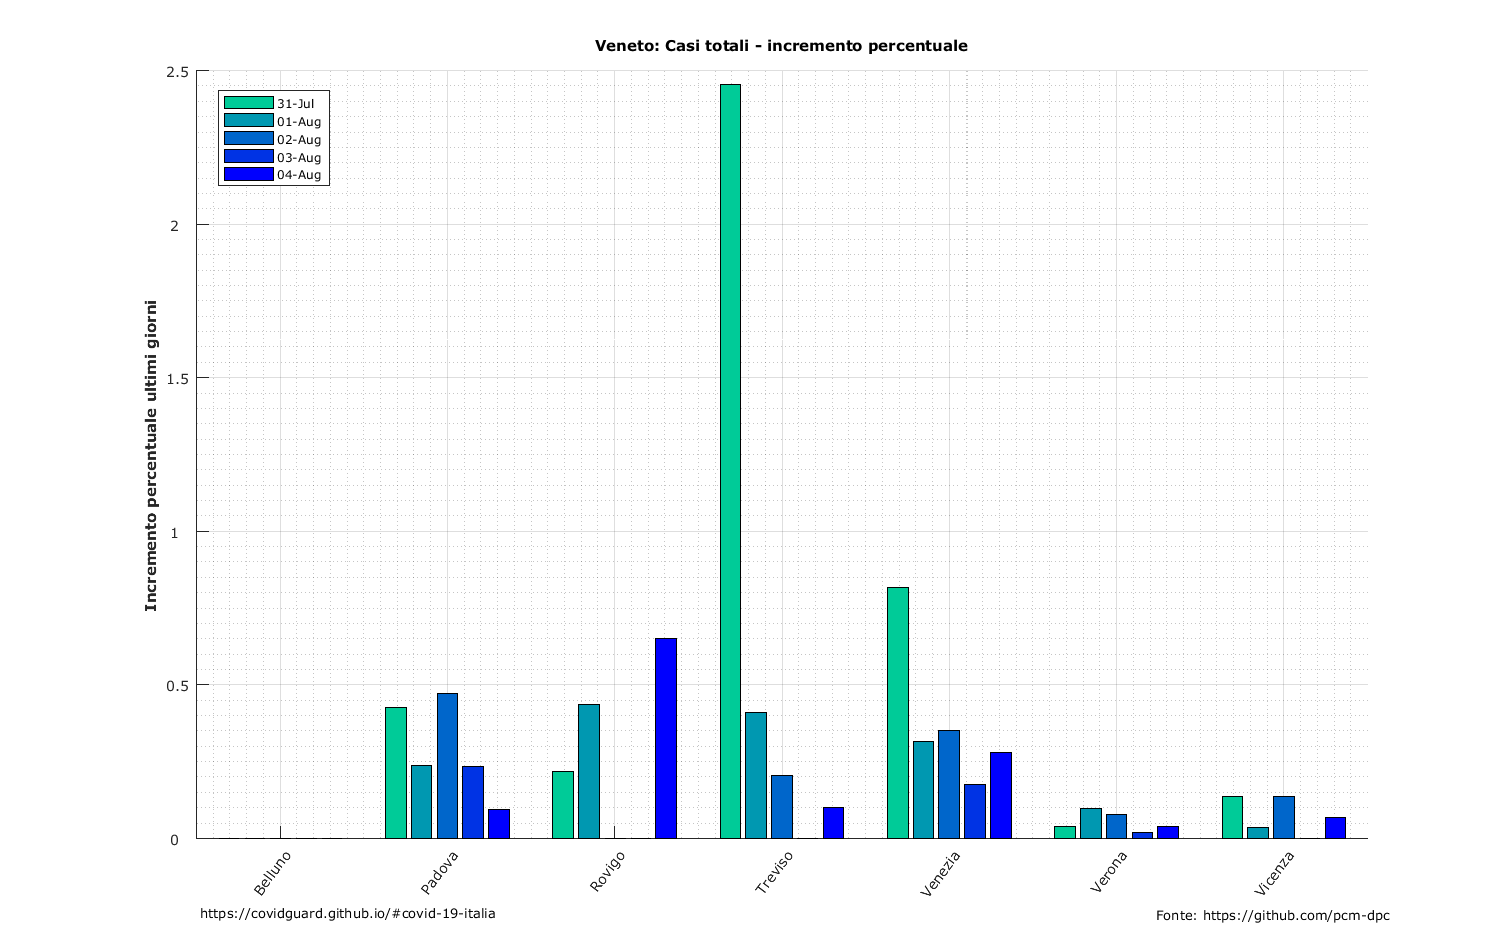 Veneto: Casi totali - incremento percentuale
2.5
31-Jul
01-Aug
02-Aug
03-Aug
04-Aug
2
1.5
1
0.5
0
Incremento percentuale ultimi giorni
Belluno
Padova
Rovigo
Treviso
Venezia
Verona
Vicenza
https://covidguard.github.io/#covid-19-italia
Fonte: https://github.com/pcm-dpc